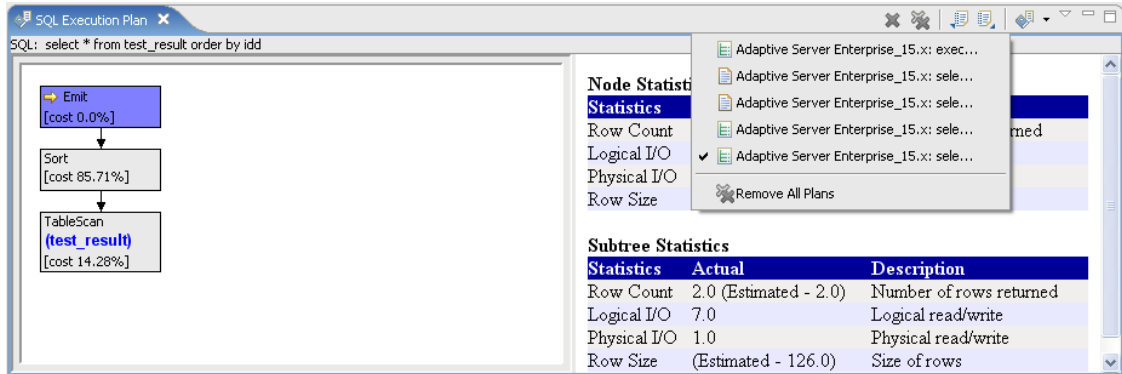 SQL Execution Plan
SQL: select * from test_result order by idd
Emit
[cost 0.0%]
Sort
[cost 85.71%]
TableScan
(test_result)
[cost 14.28%]
Adaptive Server Enterprise_15.x: exec...
Adaptive Server Enterprise_15.x: sele...
Adaptive Server Enterprise_15.x: sele...
Adaptive Server Enterprise_15.x: sele...
Adaptive Server Enterprise_15.x: sele...
Remove All Plans
Node Statisti
Statistics
Row Count rned
Logical I/O
Physical I/O
Row Size
Subtree Statistics
Statistics Actual Description
Row Count 2.0 (Estimated - 2.0) Number of rows returned
Logical I/O 7.0 Logical read/write
Physical I/O 1.0 Physical read/write
Row Size (Estimated - 126.0) Size of rows